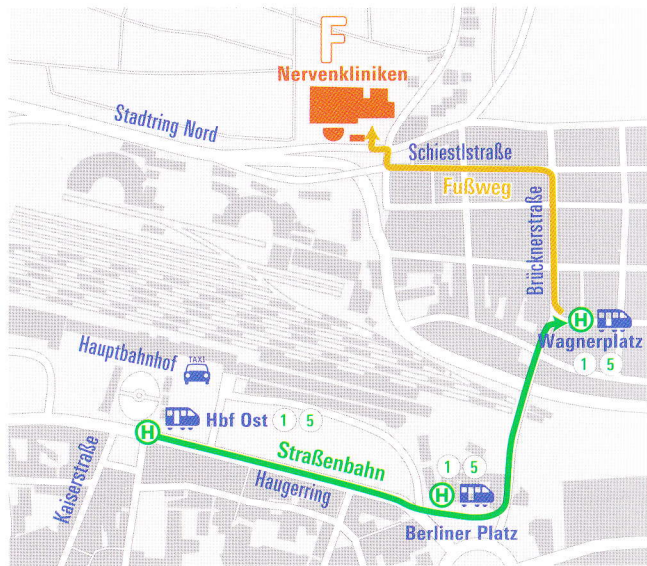 F
Nervenkliniken
Stadtring Nord
Schiestlstraße
Fußweg
Brücknerstraße
H
Wagnerplatz
1 5
Hauptbahnhof
TAXI
H
Hbf Ost 1 5
Straßenbahn
Haugerring
Kaiserstraße
1 5
H
Berliner Platz